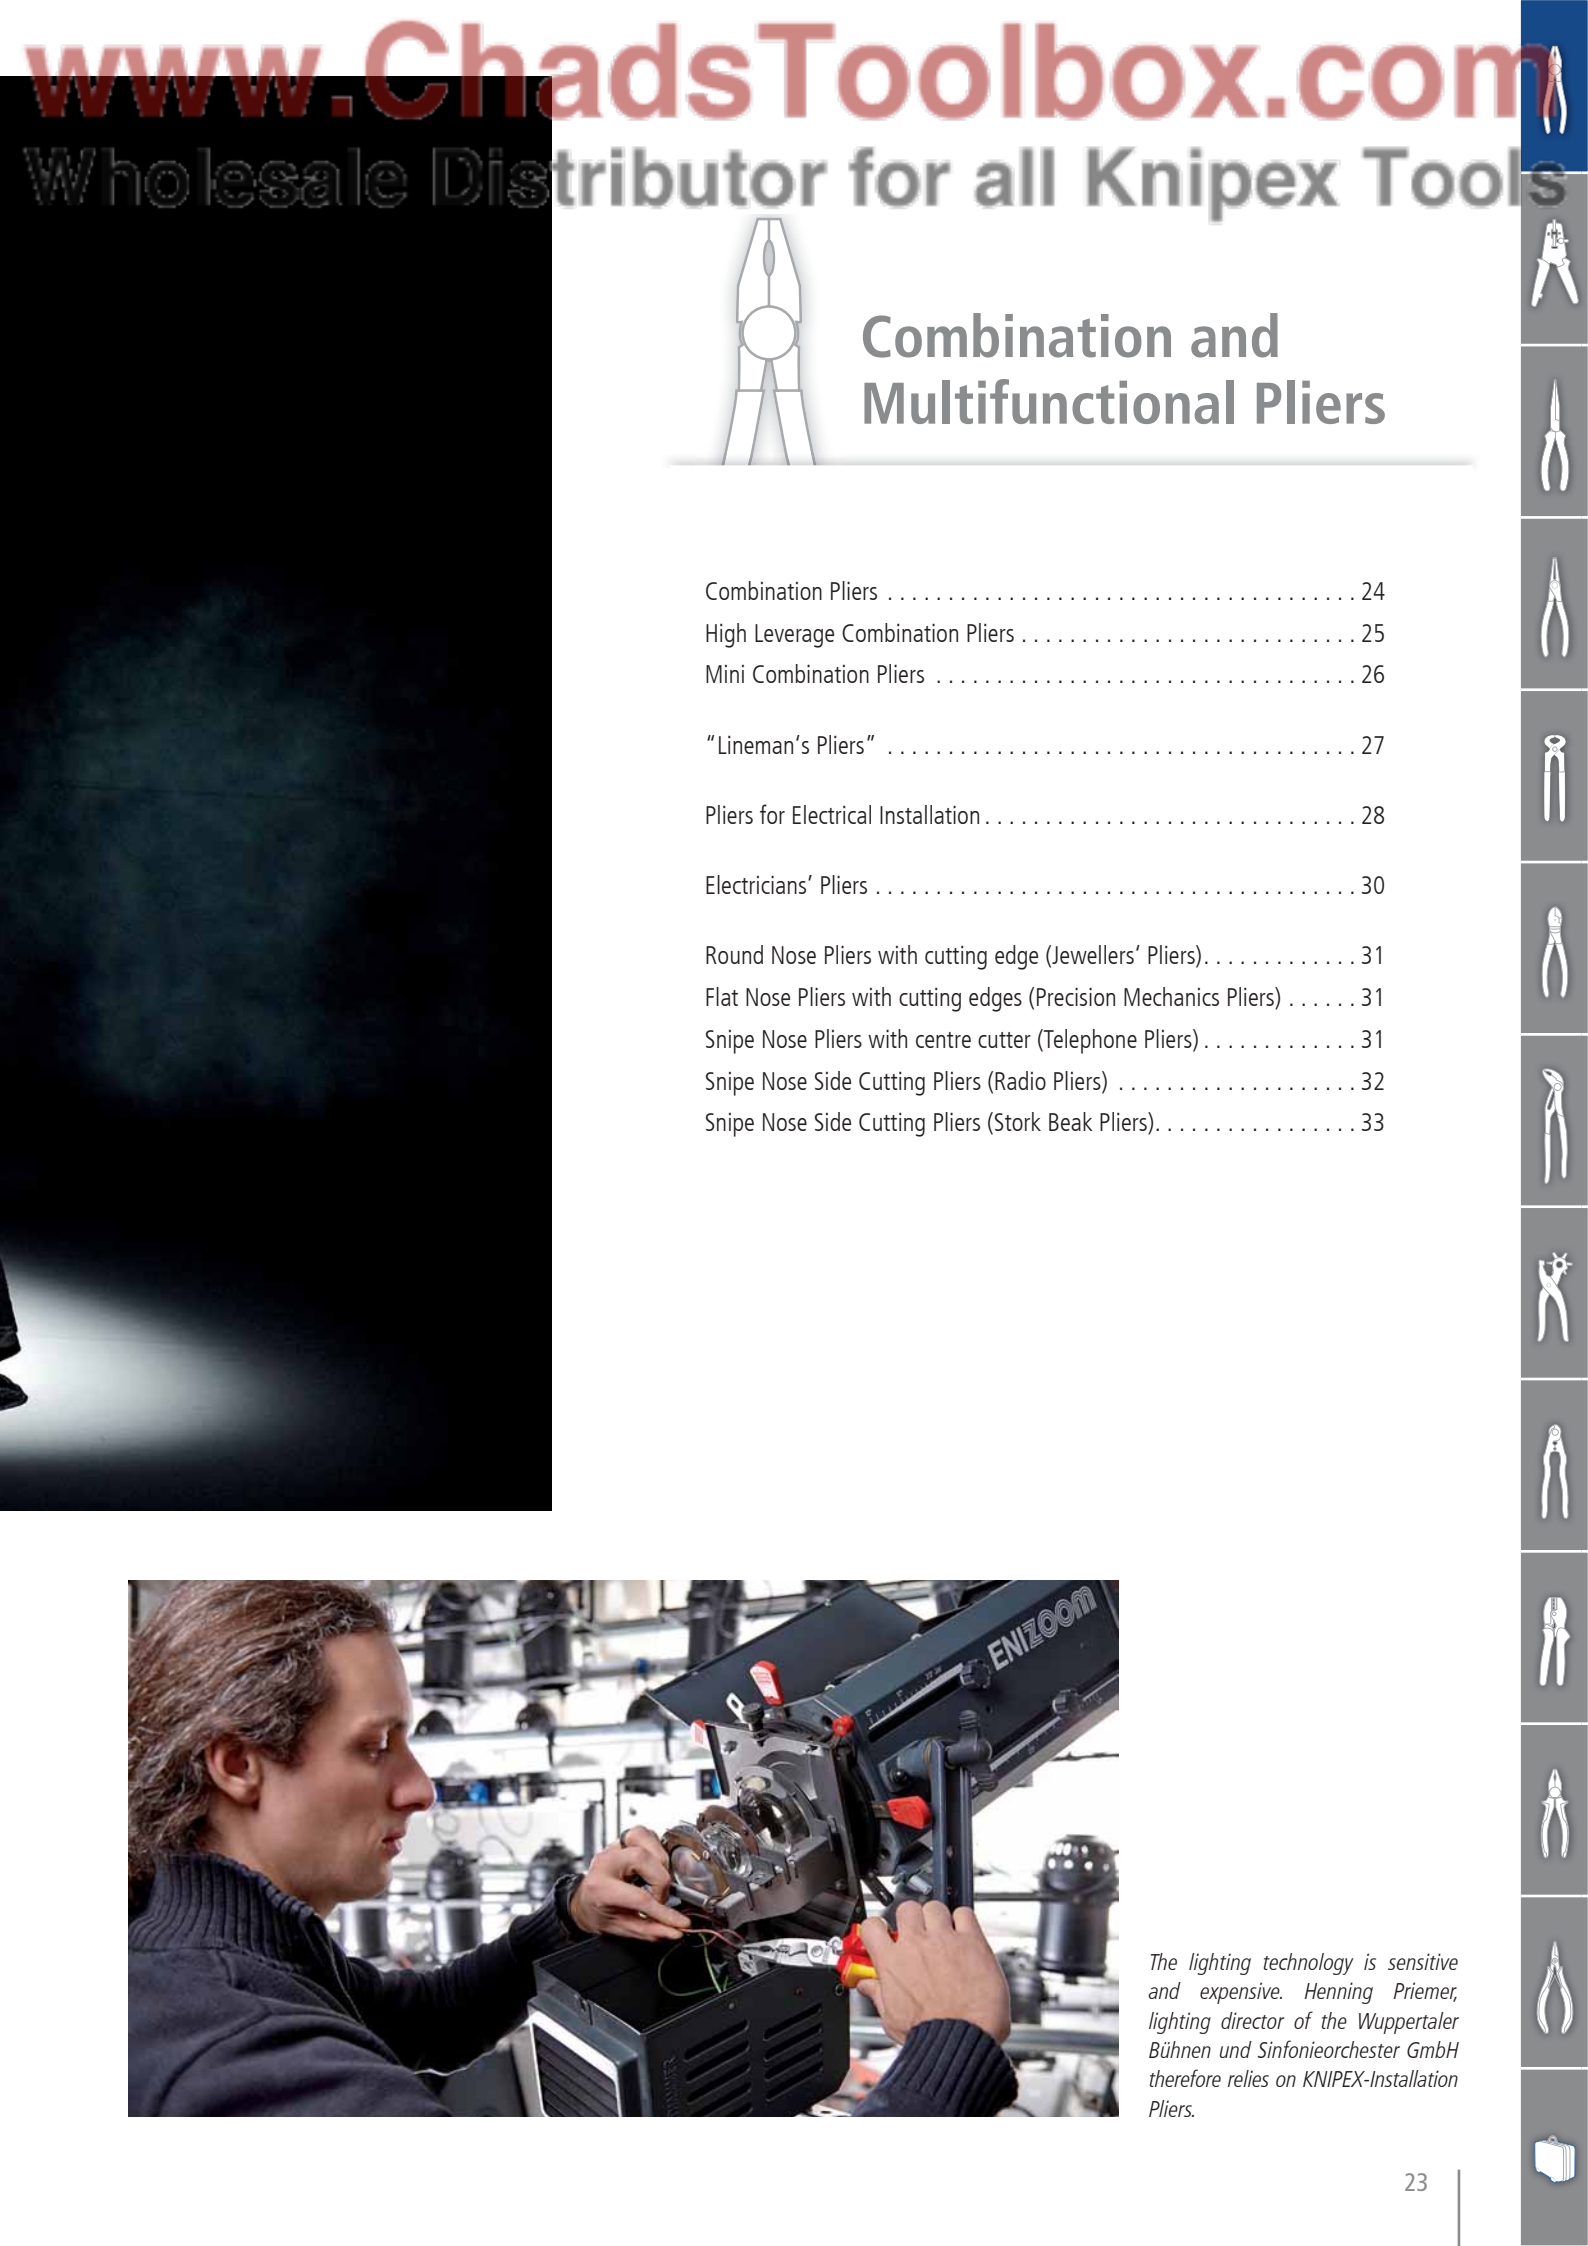 www.ChadsToolbox.com
Wholesale Distributor for all Knipex Tools
Combination and
Multifunctional Pliers
Combination Pliers . . . . . . . . . . . . . . . . . . . . . . . . . . . . . . . . . . . . . . . 24
High Leverage Combination Pliers . . . . . . . . . . . . . . . . . . . . . . . . . . . . 25
Mini Combination Pliers . . . . . . . . . . . . . . . . . . . . . . . . . . . . . . . . . . . 26
“Lineman‘s Pliers” . . . . . . . . . . . . . . . . . . . . . . . . . . . . . . . . . . . . . . . 27
Pliers for Electrical Installation . . . . . . . . . . . . . . . . . . . . . . . . . . . . . . . 28
Electricians’ Pliers . . . . . . . . . . . . . . . . . . . . . . . . . . . . . . . . . . . . . . . . 30
Round Nose Pliers with cutting edge (Jewellers‘ Pliers). . . . . . . . . . . . . 31
Flat Nose Pliers with cutting edges (Precision Mechanics Pliers) . . . . . . 31
Snipe Nose Pliers with centre cutter (Telephone Pliers) . . . . . . . . . . . . . 31
Snipe Nose Side Cutting Pliers (Radio Pliers) . . . . . . . . . . . . . . . . . . . . 32
Snipe Nose Side Cutting Pliers (Stork Beak Pliers). . . . . . . . . . . . . . . . . 33
ENIZOOM
The lighting technology is sensitive
and expensive. Henning Priemer,
lighting director of the Wuppertaler
Bühnen und Sinfonieorchester GmbH
therefore relies on KNIPEX-Installation
Pliers.
23